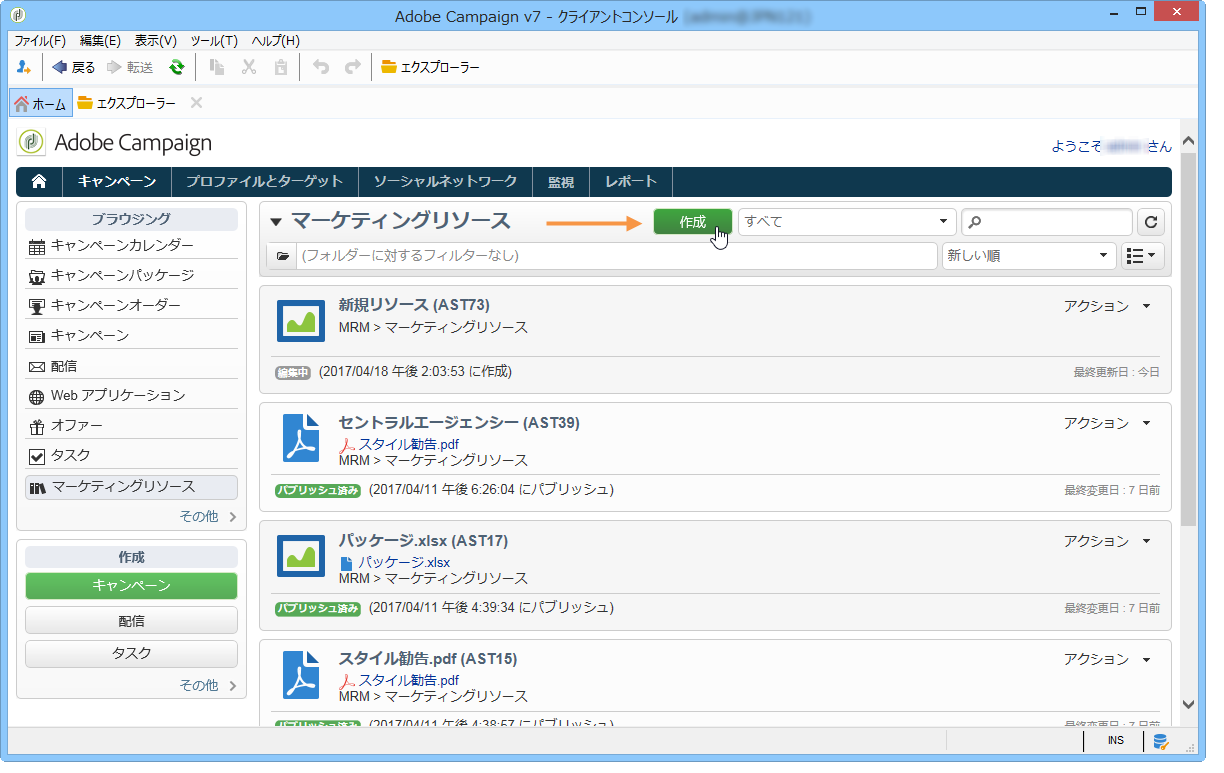 Adobe Campaign v7 - クライアントコンソール
ファイル(F) 編集(E) 表示(V) ツール(T) ヘルプ(H)
戻る 転送 エクスプローラー
ホーム エクスプローラー
Adobe Campaign
ようこそ さん
キャンペーン プロファイルとターゲット ソーシャルネットワーク 監視 レポート
ブラウジング
キャンペーンカレンダー
キャンペーンパッケージ
キャンペーンオーダー
キャンペーン
配信
Web アプリケーション
オファー
タスク
マーケティングリソース
その他
作成
キャンペーン
配信
タスク
その他
マーケティングリソース 作成 すべて
(フォルダーに対するフィルターなし) 新しい順
新規リソース (AST73) アクション
MRM > マーケティングリソース
編集中 (2017/04/18 午後 2:03:53 に作成) 最終更新日 : 今日
セントラルエージェンシー (AST39) アクション
スタイル勧告.pdf
MRM > マーケティングリソース
パブリッシュ済み (2017/04/11 午後 6:26:04 にパブリッシュ) 最終変更日 : 7 日前
パッケージ.xlsx (AST17) アクション
パッケージ.xlsx
MRM > マーケティングリソース
パブリッシュ済み (2017/04/11 午後 4:39:34 にパブリッシュ) 最終変更日 : 7 日前
スタイル勧告.pdf (AST15) アクション
スタイル勧告.pdf
MRM > マーケティングリソース
パブリッシュ済み (2017/04/11 午後 4:38:57 にパブリッシュ) 最終変更日 : 7 日前
INS